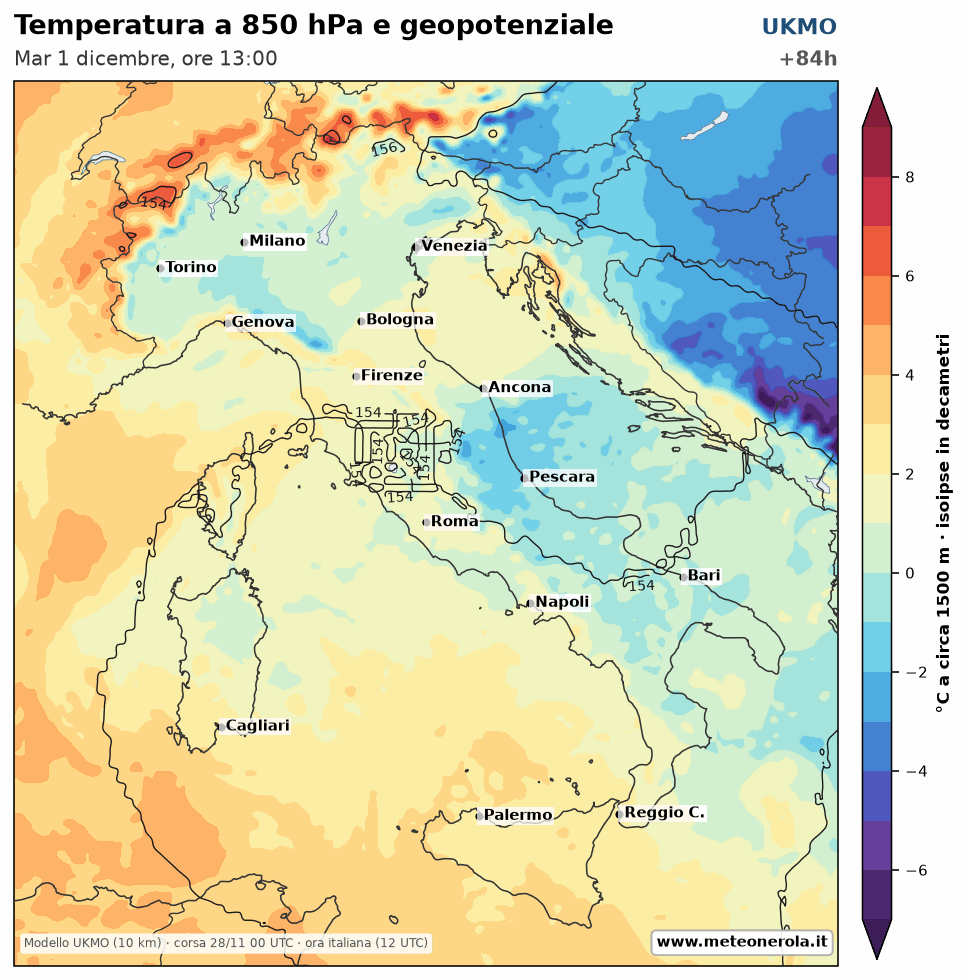 Temperatura a 850 hPa e geopotenziale
UKMO
Mar 1 dicembre, ore 13:00
+84h
156
154
Milano
Venezia
Torino
Genova
Bologna
Firenze
Ancona
154
154
154
154
154
154
Pescara
Roma
Bari
154
Napoli
Cagliari
Palermo
Reggio C.
8
6
4
2
0
−2
−4
−6
°C a circa 1500 m · isoipse in decametri
Modello UKMO (10 km) · corsa 28/11 00 UTC · ora italiana (12 UTC)
www.meteonerola.it